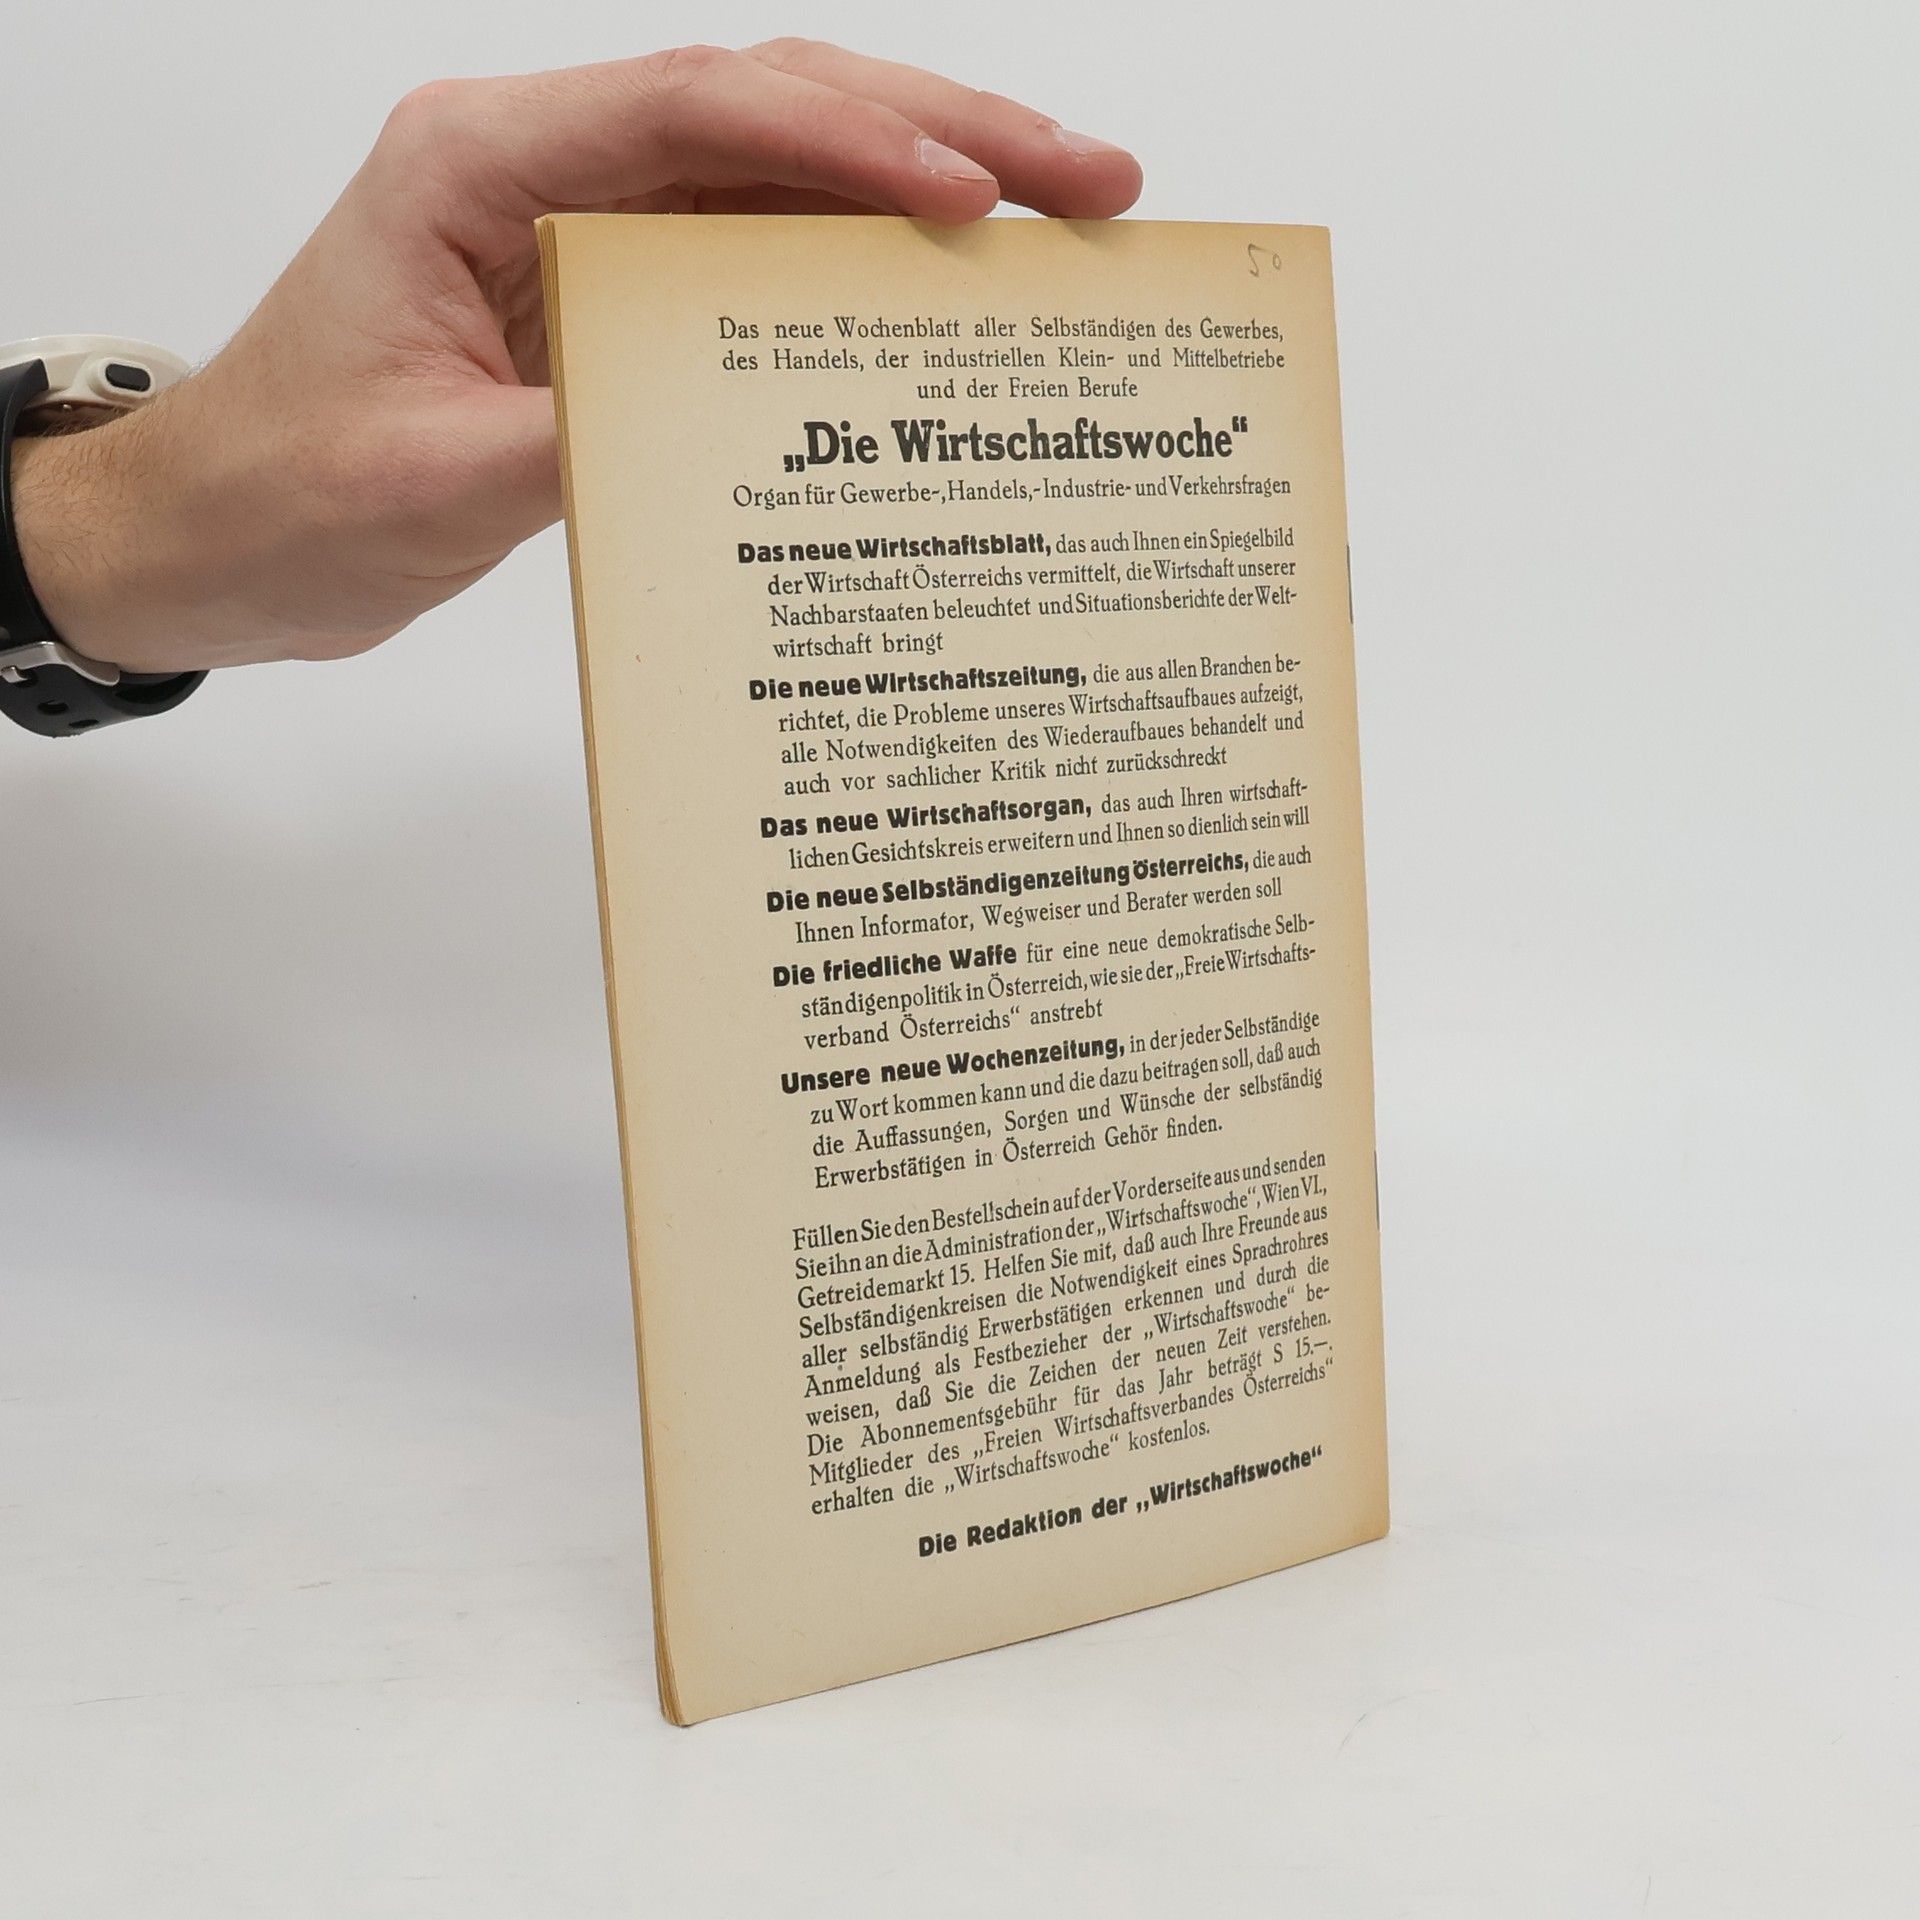 50
Das neue Wochenblatt aller Selbständigen des Gewerbes,
des Handels, der industriellen Klein- und Mittelbetriebe
und der Freien Berufe
„Die Wirtschaftswoche“
Organ für Gewerbe-, Handels,- Industrie- und Verkehrsfragen
Das neue Wirtschaftsblatt, das auch Ihnen ein Spiegelbild
der Wirtschaft Österreichs vermittelt, die Wirtschaft unserer
Nachbarstaaten beleuchtet und Situationsberichte der Welt-
wirtschaft bringt
Die neue Wirtschaftszeitung, die aus allen Branchen be-
richtet, die Probleme unseres Wirtschaftsaufbaues aufzeigt,
alle Notwendigkeiten des Wiederaufbaues behandelt und
auch vor sachlicher Kritik nicht zurückschreckt
Das neue Wirtschaftsorgan, das auch Ihren wirtschaft-
lichen Gesichtskreis erweitern und Ihnen so dienlich sein will
Die neue Selbständigenzeitung Österreichs, die auch
Ihnen Informator, Wegweiser und Berater werden soll
Die friedliche Waffe für eine neue demokratische Selb-
ständigenpolitik in Österreich, wie sie der „Freie Wirtschafts-
verband Österreichs“ anstrebt
Unsere neue Wochenzeitung, in der jeder Selbständige
zu Wort kommen kann und die dazu beitragen soll, daß auch
die Auffassungen, Sorgen und Wünsche der selbständig
Erwerbstätigen in Österreich Gehör finden.
Füllen Sie den Bestellschein auf der Vorderseite aus und senden
Sie ihn an die Administration der „Wirtschaftswoche“, Wien VI.,
Getreidemarkt 15. Helfen Sie mit, daß auch Ihre Freunde aus
Selbständigenkreisen die Notwendigkeit eines Sprachrohres
aller selbständig Erwerbstätigen erkennen und durch die
Anmeldung als Festbezieher der „Wirtschaftswoche“ be-
weisen, daß Sie die Zeichen der neuen Zeit verstehen.
Die Abonnementsgebühr für das Jahr beträgt S 15.—.
Mitglieder des „Freien Wirtschaftsverbandes Österreichs“
erhalten die „Wirtschaftswoche“ kostenlos.
Die Redaktion der „Wirtschaftswoche“